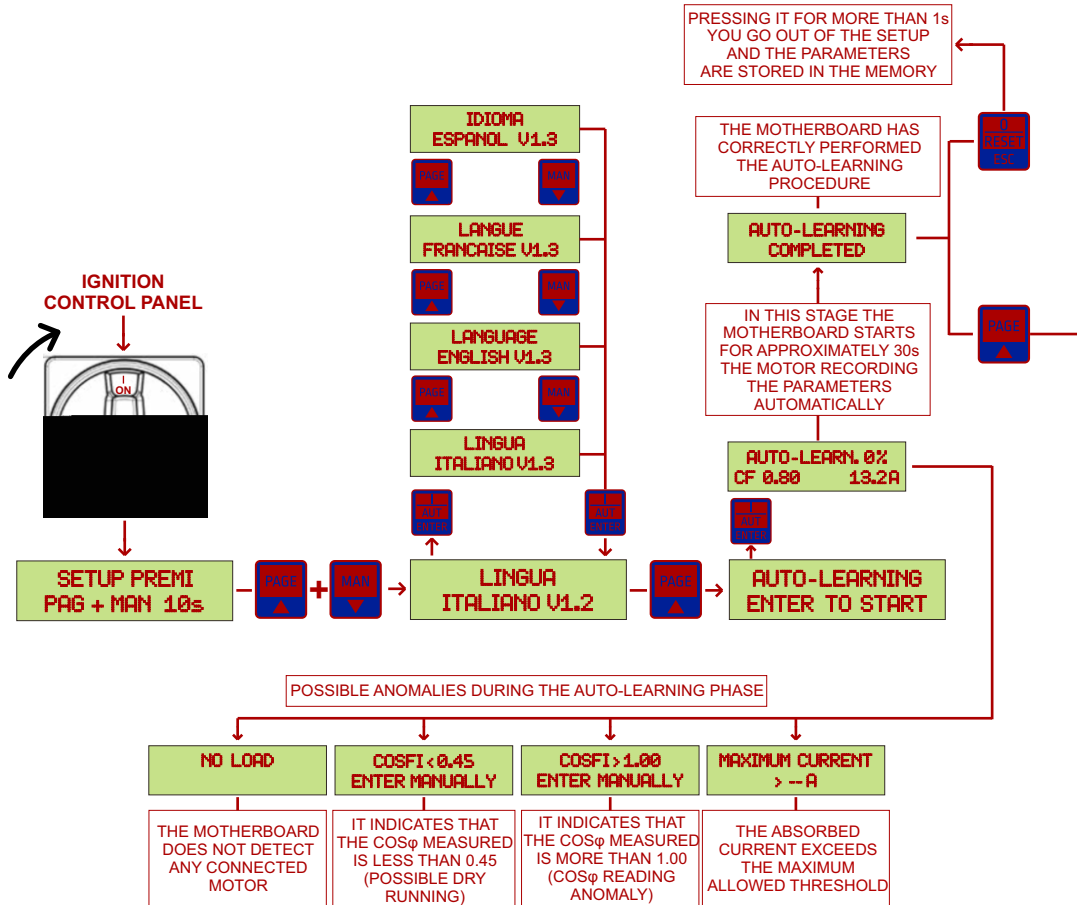 PRESSING IT FOR MORE THAN 1s
YOU GO OUT OF THE SETUP
AND THE PARAMETERS
ARE STORED IN THE MEMORY
0
RESET
ESC
IDIOMA
ESPANOL V1.3
PAGE
MAN
LANGUE
FRANCAISE V1.3
PAGE
MAN
LANGUAGE
ENGLISH V1.3
PAGE
MAN
LINGUA
ITALIANO V1.3
I
AUT
ENTER
I
AUT
ENTER
THE MOTHERBOARD HAS
CORRECTLY PERFORMED
THE AUTO-LEARNING
PROCEDURE
AUTO-LEARNING
COMPLETED
PAGE
IN THIS STAGE THE
MOTHERBOARD STARTS
FOR APPROXIMATELY 30s
THE MOTOR RECORDING
THE PARAMETERS
AUTOMATICALLY
AUTO-LEARN. 0%
CF 0.80 13.2A
I
AUT
ENTER
IGNITION
CONTROL PANEL
I
ON
SETUP PREMI
PAG + MAN 10s
PAGE
+
MAN
LINGUA
ITALIANO V1.2
PAGE
AUTO-LEARNING
ENTER TO START
POSSIBLE ANOMALIES DURING THE AUTO-LEARNING PHASE
NO LOAD
COSFI<0.45
ENTER MANUALLY
COSFI>1.00
ENTER MANUALLY
MAXIMUM CURRENT
> -- A
THE MOTHERBOARD
DOES NOT DETECT
ANY CONNECTED
MOTOR
IT INDICATES THAT
THE COSφ MEASURED
IS LESS THAN 0.45
(POSSIBLE DRY
RUNNING)
IT INDICATES THAT
THE COSφ MEASURED
IS MORE THAN 1.00
(COSφ READING
ANOMALY)
THE ABSORBED
CURRENT EXCEEDS
THE MAXIMUM
ALLOWED THRESHOLD